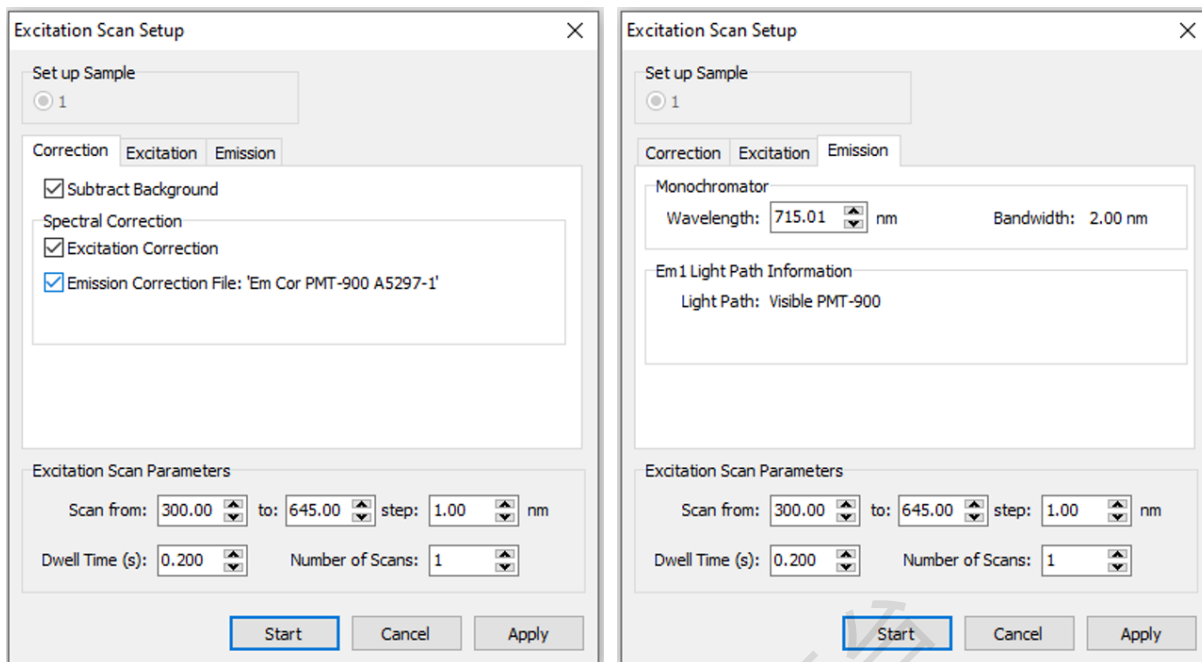 Excitation Scan Setup
Set up Sample
1
Correction Excitation Emission
Subtract Background
Spectral Correction
Excitation Correction
Emission Correction File: 'Em Cor PMT-900 A5297-1'
Excitation Scan Parameters
Scan from: 300.00 to: 645.00 step: 1.00 nm
Dwell Time (s): 0.200 Number of Scans: 1
Start Cancel Apply
Excitation Scan Setup
Set up Sample
1
Correction Excitation Emission
Monochromator
Wavelength: 715.01 nm Bandwidth: 2.00 nm
Em1 Light Path Information
Light Path: Visible PMT-900
Excitation Scan Parameters
Scan from: 300.00 to: 645.00 step: 1.00 nm
Dwell Time (s): 0.200 Number of Scans: 1
Start Cancel Apply